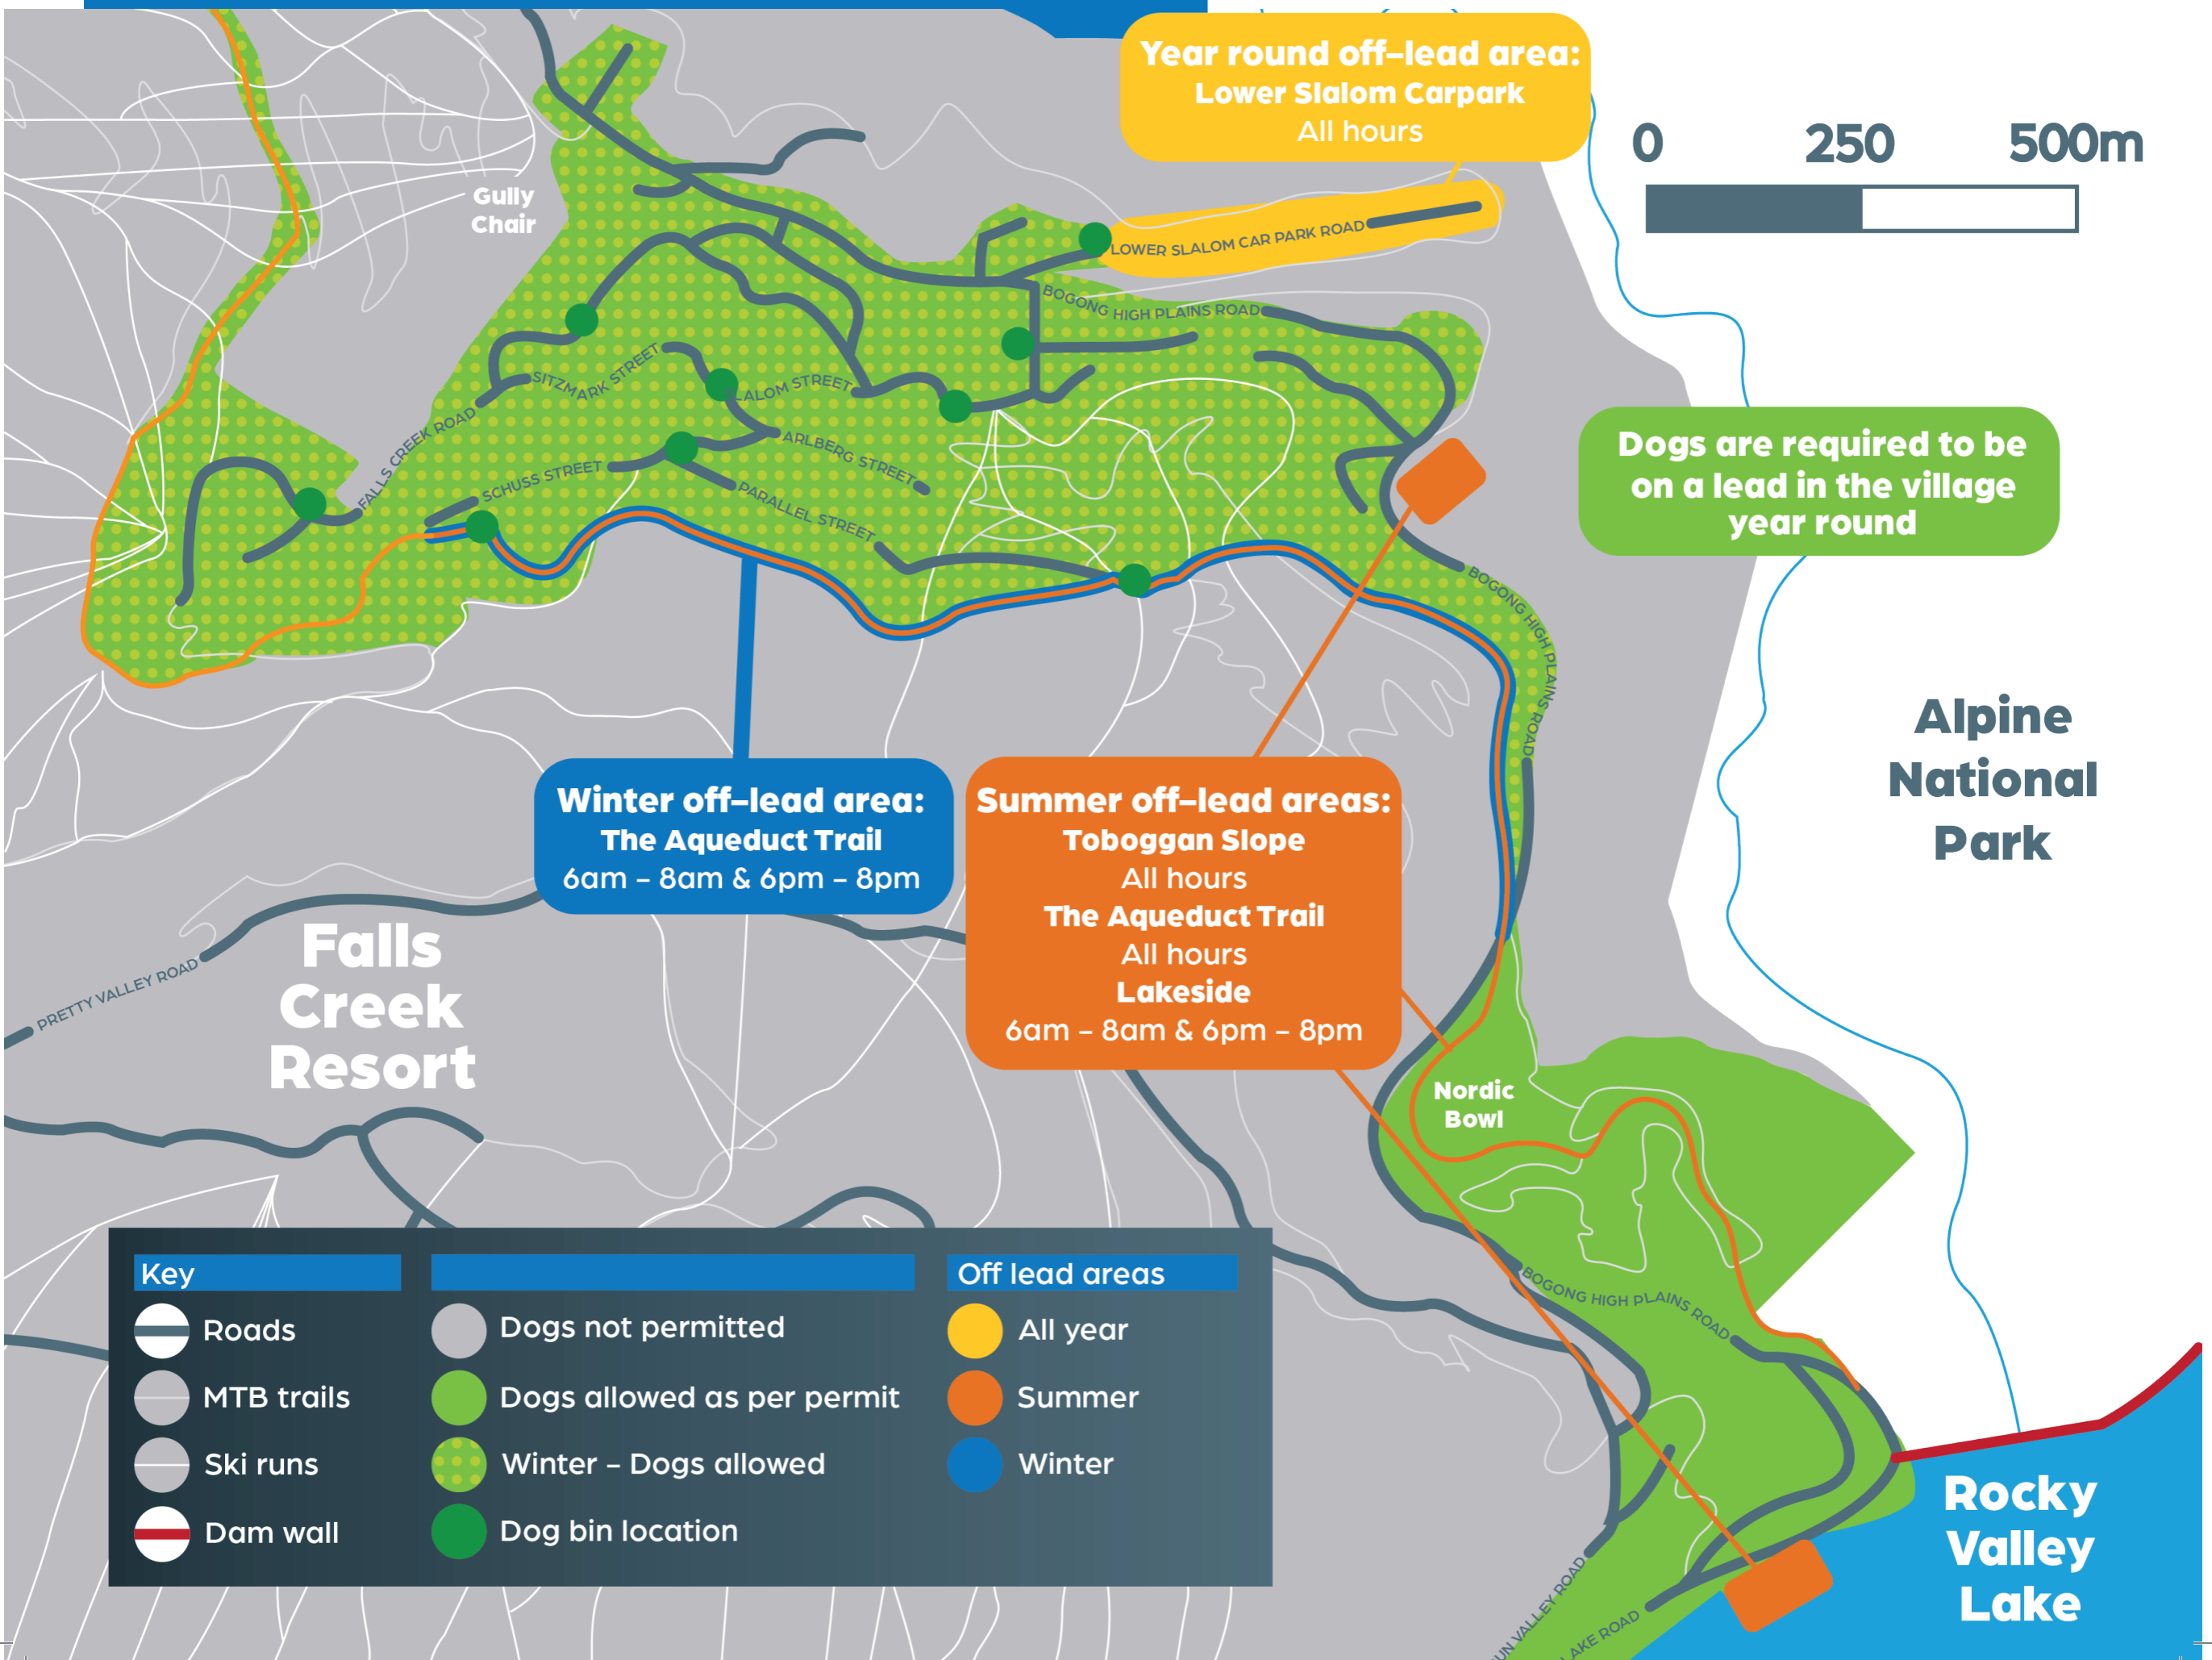 Year round off-lead area:
Lower Slalom Carpark
All hours
0 250 500m
Gully
Chair
LOWER SLALOM CAR PARK ROAD
BOGONG HIGH PLAINS ROAD
SITZMARK STREET
LALOM STREET
FALLS CREEK ROAD
ARLBERG STREET
SCHUSS STREET
PARALLEL STREET
Dogs are required to be
on a lead in the village
year round
BOGONG HIGH PLAINS ROAD
Alpine
National
Park
Winter off-lead area:
The Aqueduct Trail
6am - 8am & 6pm - 8pm
Summer off-lead areas:
Toboggan Slope
All hours
The Aqueduct Trail
All hours
Lakeside
6am - 8am & 6pm - 8pm
Falls
Creek
Resort
PRETTY VALLEY ROAD
Nordic
Bowl
BOGONG HIGH PLAINS ROAD
Key
Roads
MTB trails
Ski runs
Dam wall
Dogs not permitted
Dogs allowed as per permit
Winter - Dogs allowed
Dog bin location
Off lead areas
All year
Summer
Winter
Rocky
Valley
Lake
UN VALLEY ROAD
LAKE ROAD